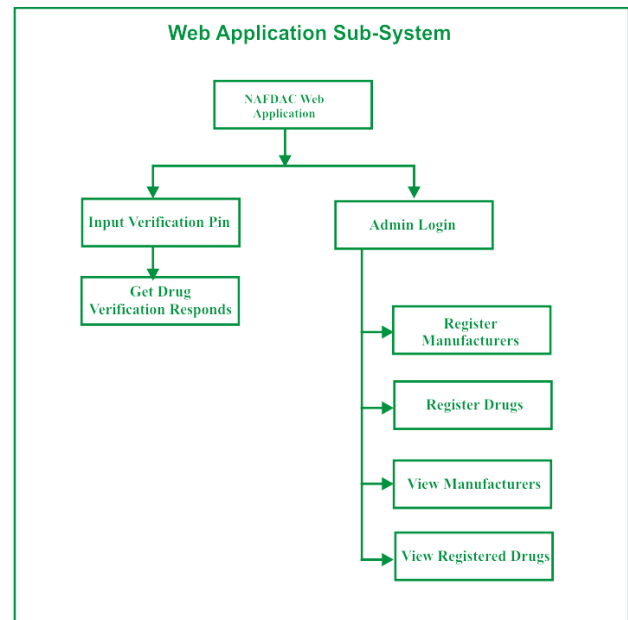 Web Application Sub-System
NAFDAC Web
Application
Input Verification Pin
Admin Login
Get Drug
Verification Responds
Register
Manufacturers
Register Drugs
View Manufacturers
View Registered Drugs